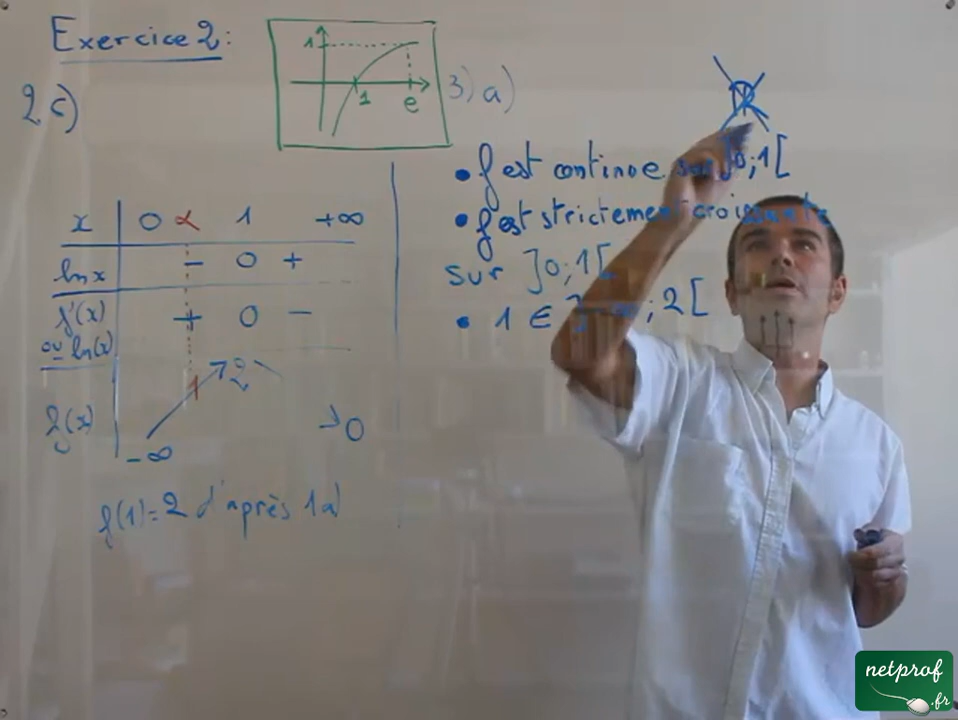 Exercice 2:
2c)
1
1 e
3) a)
x 0 α 1 +∞
ln x - 0 +
f'(x) + 0 -
ou ln(x)
f(x) -∞ 1 2 0
f(1) = 2 d'après 1a)
• f est continue sur ]0;1[
• f est strictement croissante
sur ]0;1[
• 1 ∈ ]-∞;2[
netprof
.fr